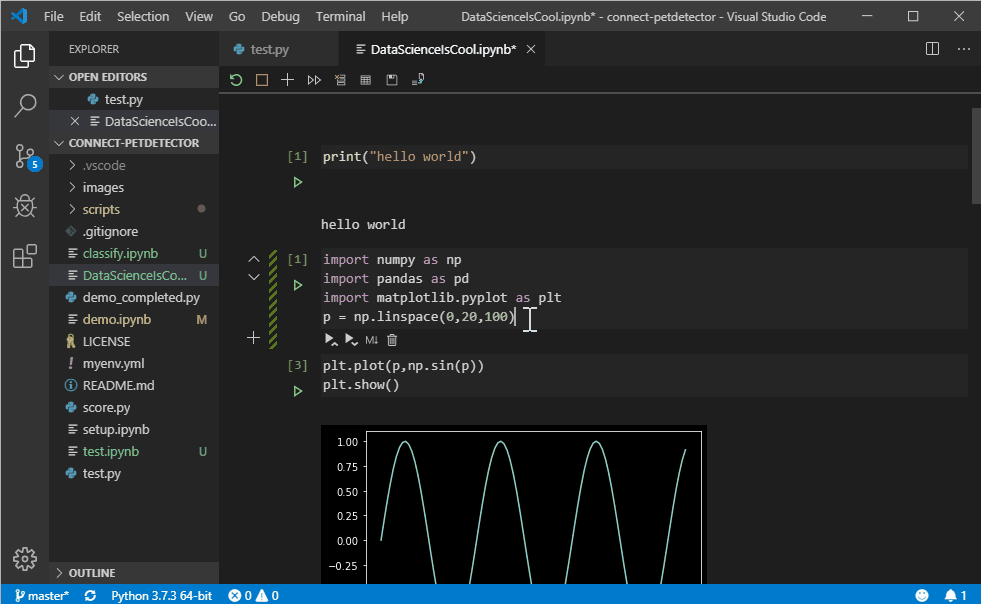 File Edit Selection View Go Debug Terminal Help DataScienceIsCool.ipynb* - connect-petdetector - Visual Studio Code
EXPLORER
OPEN EDITORS
test.py
DataScienceIsCoo...
CONNECT-PETDETECTOR
.vscode
images
scripts
.gitignore
classify.ipynb U
DataScienceIsCo... U
demo_completed.py
demo.ipynb M
LICENSE
myenv.yml
README.md
score.py
setup.ipynb
test.ipynb U
test.py
OUTLINE
5
test.py DataScienceIsCool.ipynb*
[1] print("hello world")
hello world
[1] import numpy as np
import pandas as pd
import matplotlib.pyplot as plt
p = np.linspace(0,20,100)
M↓
[3] plt.plot(p,np.sin(p))
plt.show()
1.00
0.75
0.50
0.25
0.00
−0.25
master* Python 3.7.3 64-bit 0 0 1